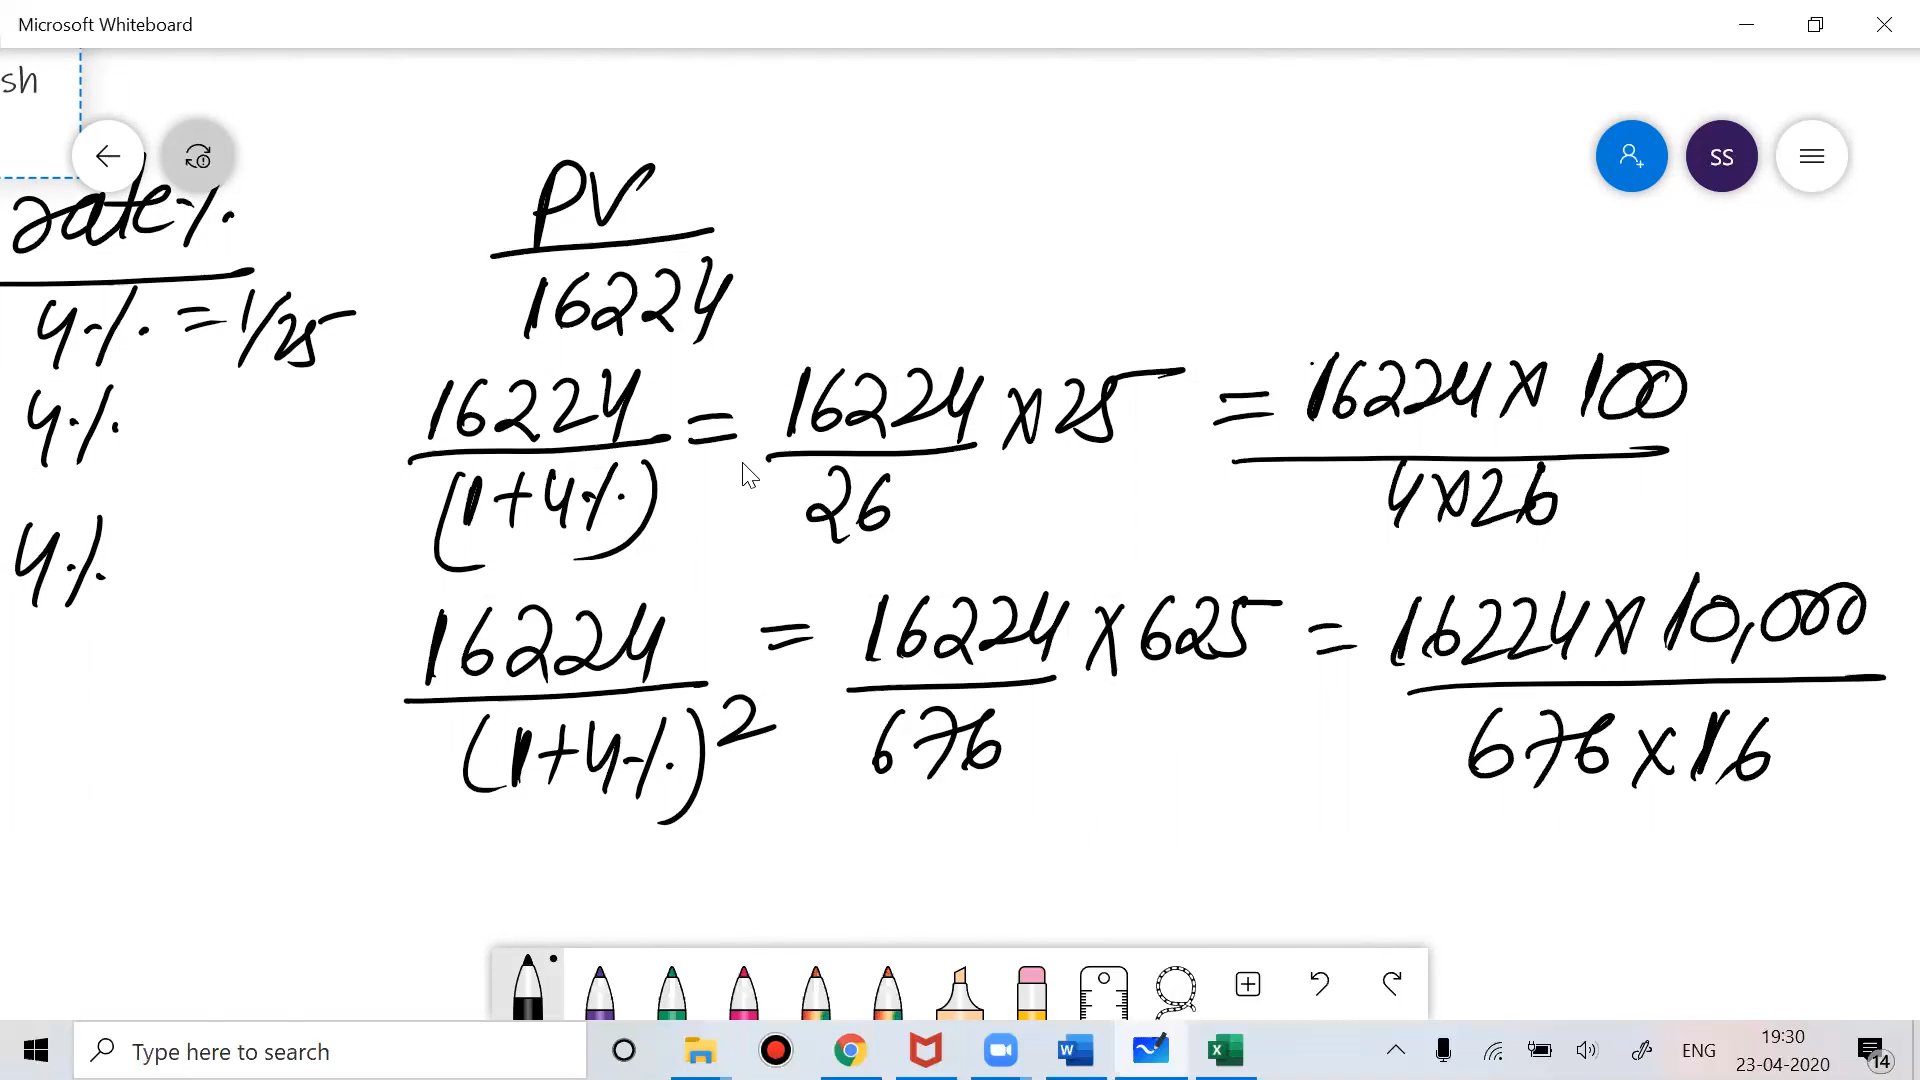 Microsoft Whiteboard
sh
SS
rate%
PV
16224
4% = 1/25
16224/(1+4%) = 16224/26 × 25 = 16224 × 100/4×26
4%
4%
16224/(1+4%)² = 16224/676 × 625 = 16224 × 10,000/676 × 16
Type here to search
ENG
19:30
23-04-2020
14